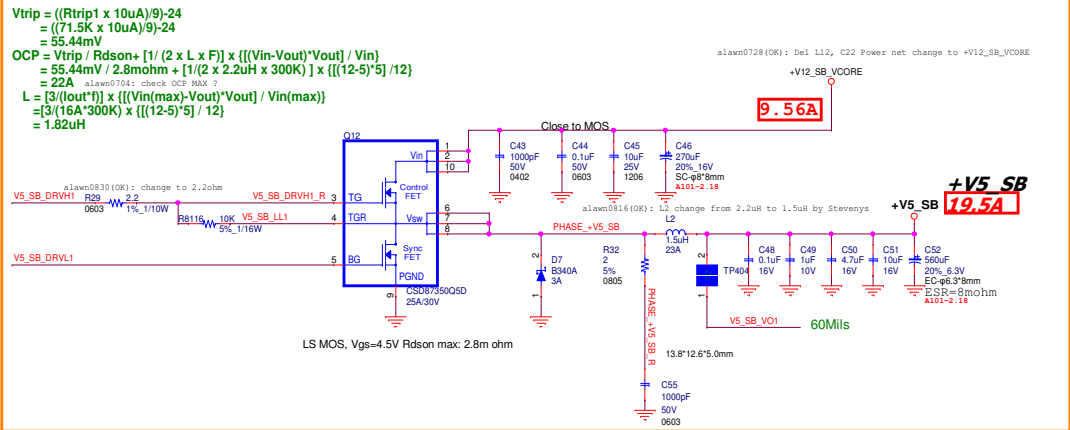 Vtrip = ((Rtrip1 x 10uA)/9)-24
= ((71.5K x 10uA)/9)-24
= 55.44mV
OCP = Vtrip / Rdson+ [1/ (2 x L x F)] x {[(Vin-Vout)*Vout] / Vin}
= 55.44mV / 2.8mohm + [1/(2 x 2.2uH x 300K) ] x {[(12-5)*5] /12}
= 22A alawn0704: check OCP MAX ?
L = [3/(Iout*f)] x {[(Vin(max)-Vout)*Vout] / Vin(max)}
=[3/(16A*300K) x {[(12-5)*5] / 12}
= 1.82uH
alawn0728(OK): Del L12, C22 Power net change to +V12_SB_VCORE
+V12_SB_VCORE
9.56A
Close to MOS
Q12
Vin
1
2
10
Control
FET
TG
3
TGR
4
Vsw
6
7
8
Sync
FET
BG
5
PGND
9
CSD87350Q5D
25A/30V
C43
1000pF
50V
0402
C44
0.1uF
50V
0603
C45
10uF
25V
1206
C46
270uF
20%_16V
SC-φ8*8mm
A101-2.18
alawn0830(OK): change to 2.2ohm
V5_SB_DRVH1
R29
0603
2.2
1%_1/10W
V5_SB_DRVH1_R
R8116
10K
5%_1/16W
V5_SB_LL1
V5_SB_DRVL1
alawn0816(OK): L2 change from 2.2uH to 1.5uH by Stevenys
+V5_SB
+V5_SB
19.5A
PHASE_+V5_SB
L2
1.5uH
23A
D7
B340A
3A
2
1
R32
2
5%
0805
PHASE_+V5_SB_R
C55
1000pF
50V
0603
2
TP404
1
V5_SB_VO1
60Mils
13.8*12.6*5.0mm
C48
0.1uF
16V
C49
1uF
10V
C50
4.7uF
16V
C51
10uF
16V
C52
560uF
20%_6.3V
EC-φ6.3*8mm
ESR=8mohm
A101-2.18
LS MOS, Vgs=4.5V Rdson max: 2.8m ohm